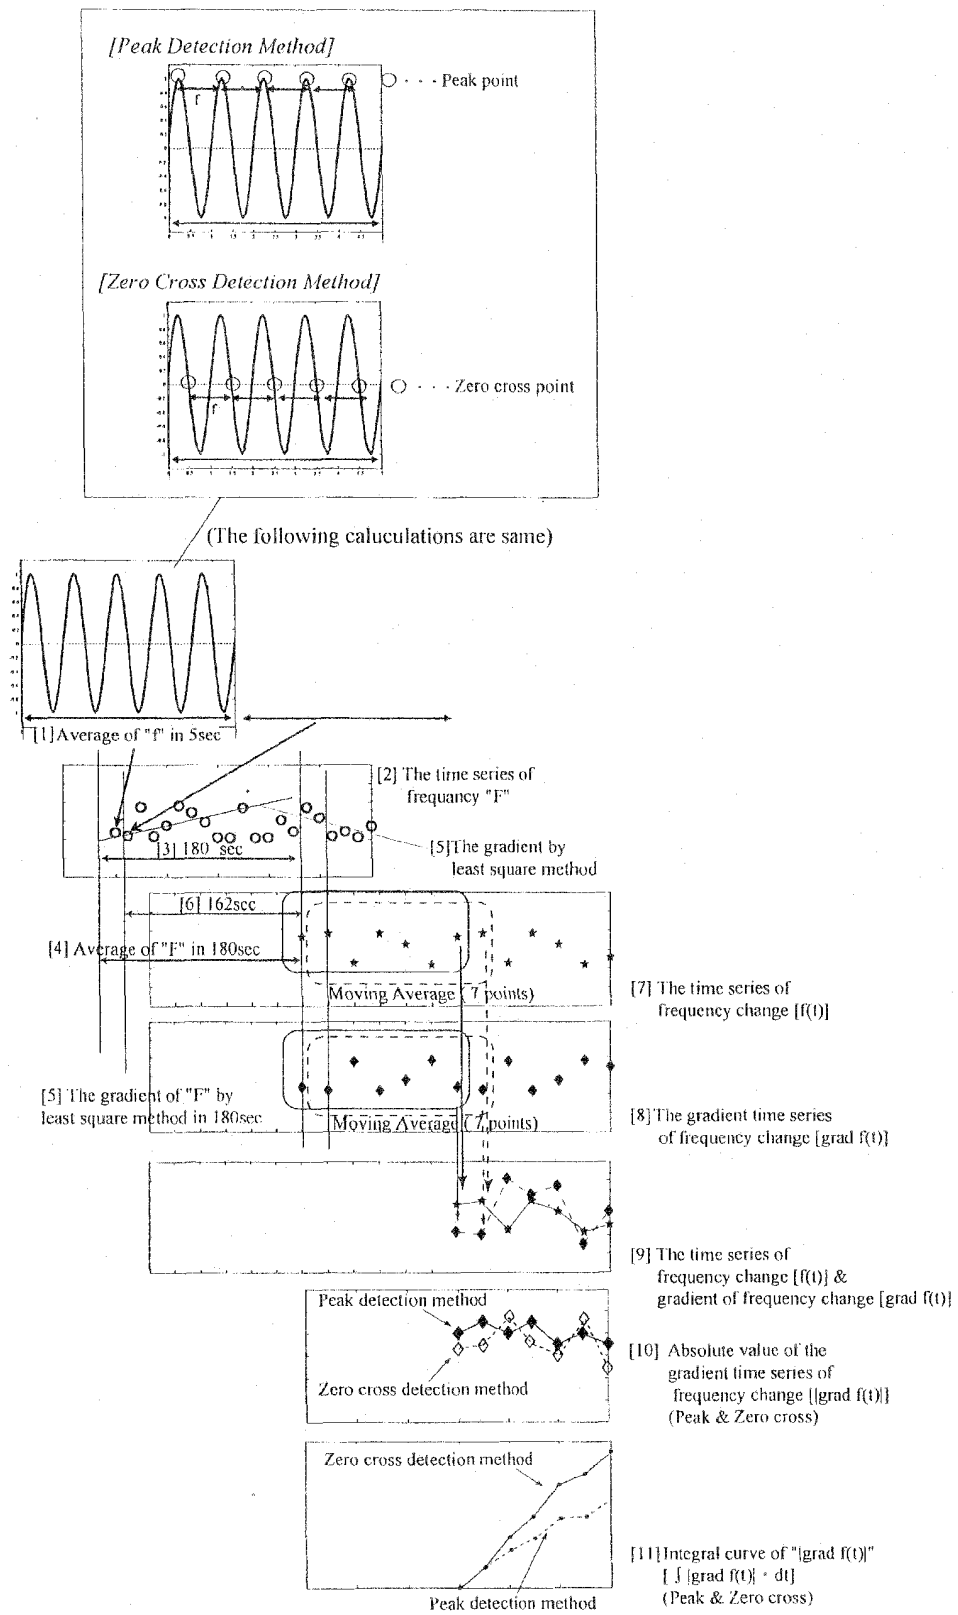 [Peak Detection Method]
f
· · · Peak point
[Zero Cross Detection Method]
f
· · · Zero cross point
(The following caluculations are same)
[1] Average of "f" in 5sec
[2] The time series of
frequancy "F"
[3] 180 sec
[5]The gradient by
least square method
[6] 162sec
[4] Average of "F" in 180sec
Moving Average ( 7 points)
[7] The time series of
frequency change [f(t)]
[5] The gradient of "F" by
least square method in 180sec
Moving Average ( 7 points)
[8] The gradient time series
of frequency change [grad f(t)]
[9] The time series of
frequency change [f(t)] &
gradient of frequency change [grad f(t)]
Peak detection method
Zero cross detection method
[10] Absolute value of the
gradient time series of
frequency change [|grad f(t)|]
(Peak & Zero cross)
Zero cross detection method
Peak detection method
[11] Integral curve of "|grad f(t)|"
[ ∫ |grad f(t)| · dt]
(Peak & Zero cross)